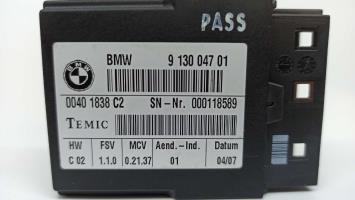 PASS
BMW
BMW 9 130 047 01
0040 1838 C2 SN-Nr. 000118589
TEMIC
HW FSV MCV Aend.-Ind. Datum
C 02 1.1.0 0.21.37 01 04/07